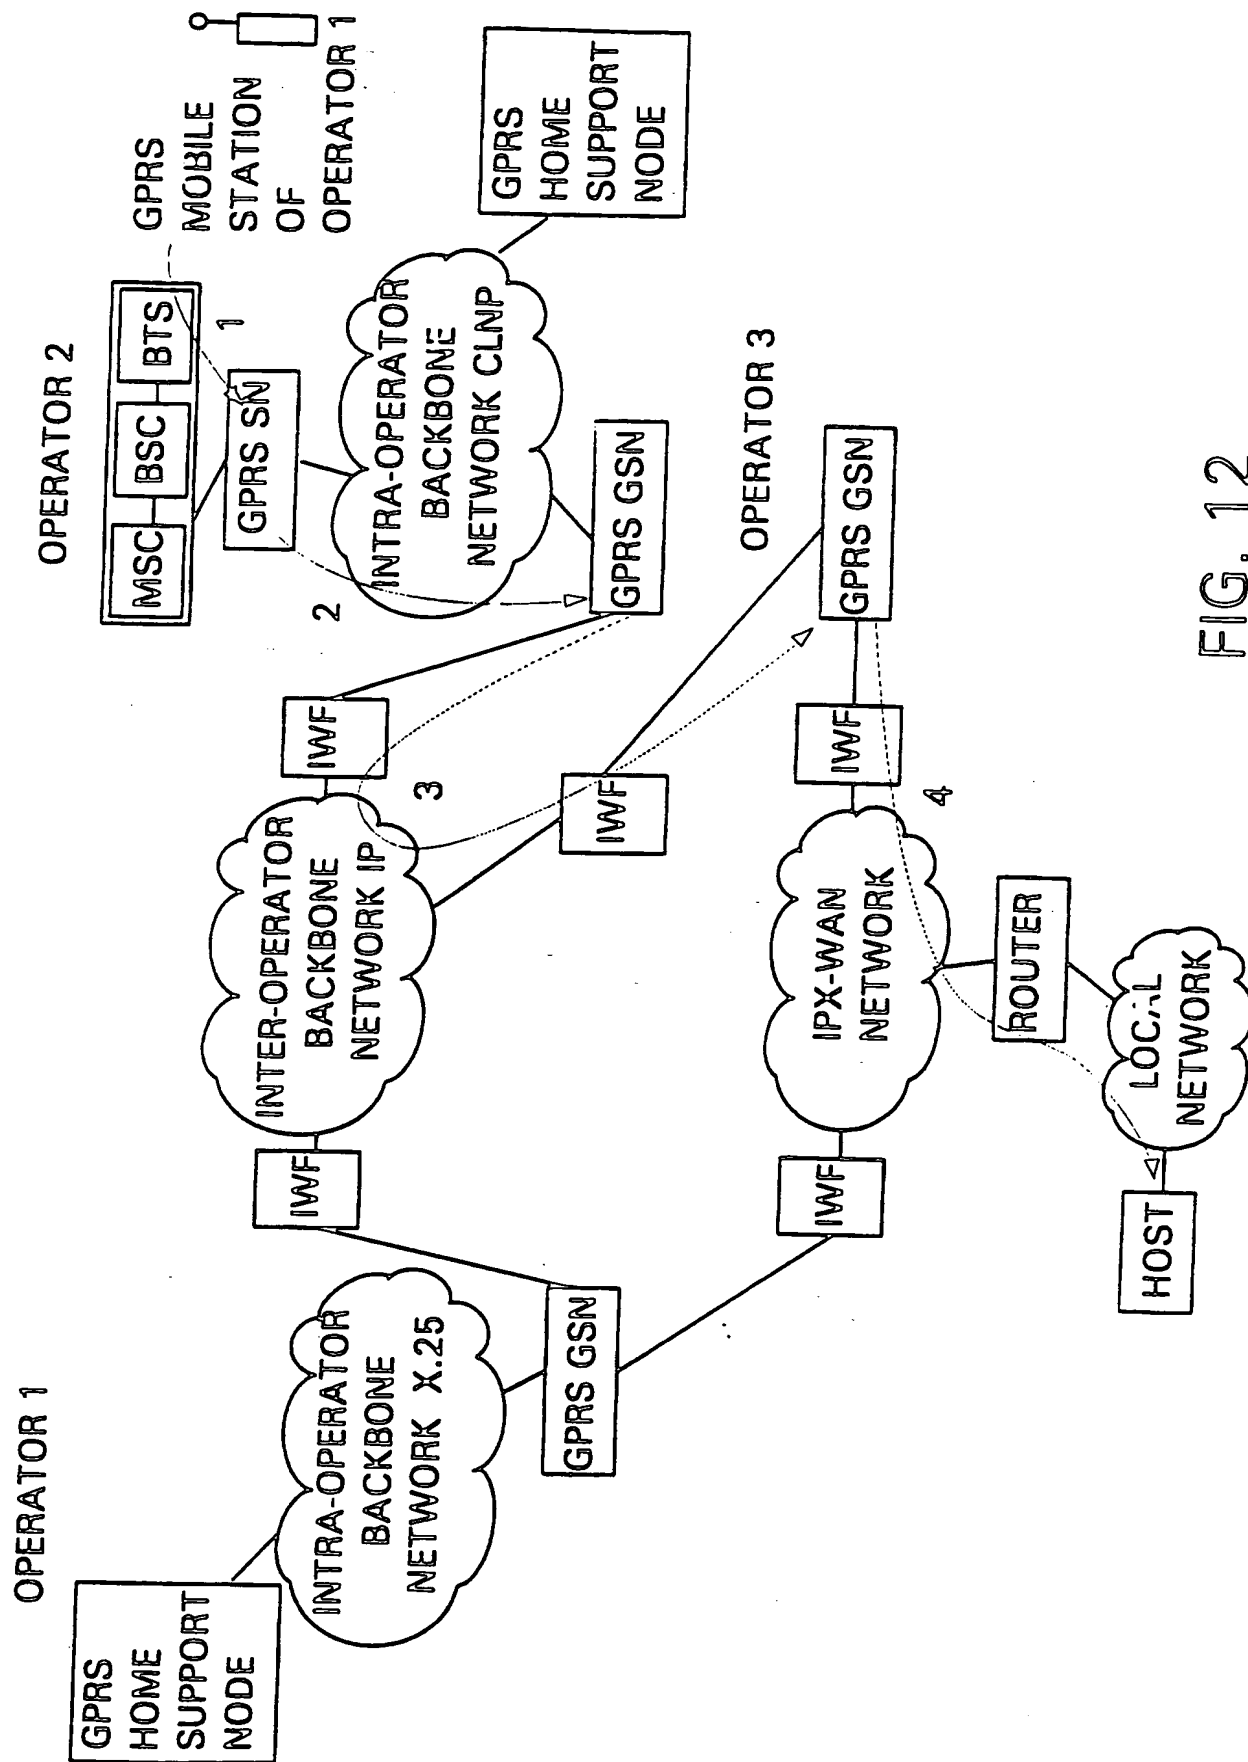 OPERATOR 1
GPRS
HOME
SUPPORT
NODE
INTRA-OPERATOR
BACKBONE
NETWORK X.25
GPRS GSN
OPERATOR 2
MSC
BSC
BTS
GPRS SN
1
2
GPRS
MOBILE
STATION
OF
OPERATOR 1
INTRA-OPERATOR
BACKBONE
NETWORK CLNP
GPRS
HOME
SUPPORT
NODE
GPRS GSN
IWF
INTER-OPERATOR
BACKBONE
NETWORK IP
IWF
3
IWF
OPERATOR 3
GPRS GSN
IWF
IPX-WAN
NETWORK
IWF
4
ROUTER
LOCAL
NETWORK
HOST
FIG. 12